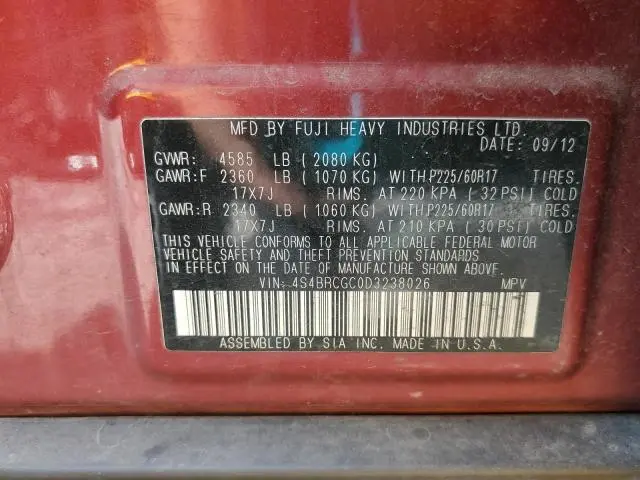 MFD BY FUJI HEAVY INDUSTRIES LTD.
DATE: 09/12
GVWR: 4585 LB (2080 KG)
GAWR:F 2360 LB (1070 KG) WITH P225/60R17 TIRES.
17X7J RIMS. AT 220 KPA (32 PSI) COLD
GAWR:R 2340 LB (1060 KG) WITH P225/60R17 TIRES.
17X7J RIMS. AT 210 KPA (30 PSI) COLD
THIS VEHICLE CONFORMS TO ALL APPLICABLE FEDERAL MOTOR
VEHICLE SAFETY AND THEFT PREVENTION STANDARDS
IN EFFECT ON THE DATE OF MANUFACTURE SHOWN ABOVE.
VIN: 4S4BRCGC0D3238026 MPV
ASSEMBLED BY SIA INC. MADE IN U.S.A.